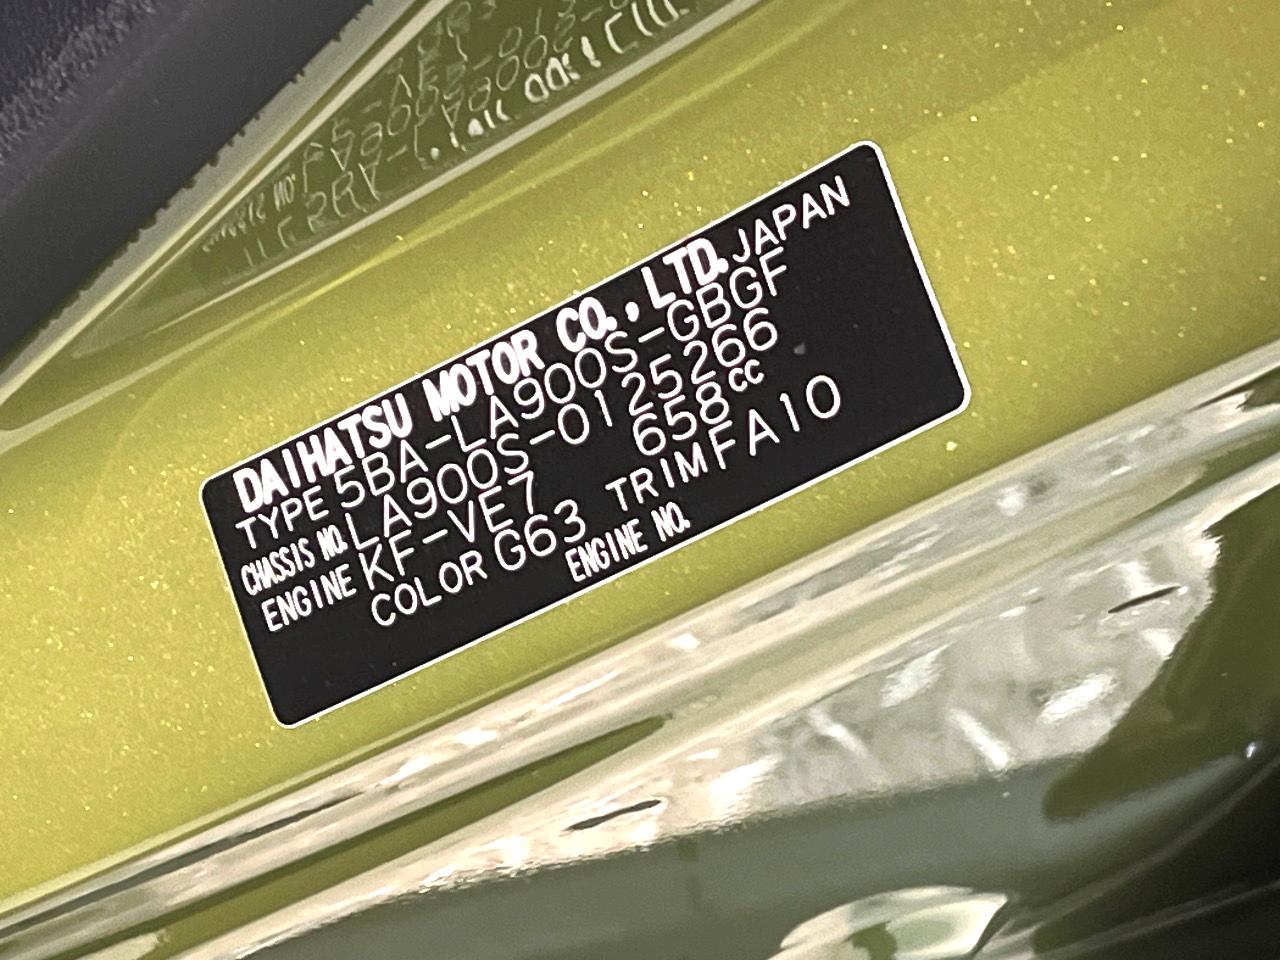 DAIHATSU MOTOR CO., LTD. JAPAN
TYPE 5BA-LA900S-GBGF
CHASSIS NO. LA900S-0125266
ENGINE KF-VE7 658cc
COLOR G63 TRIM FA10
ENGINE NO.